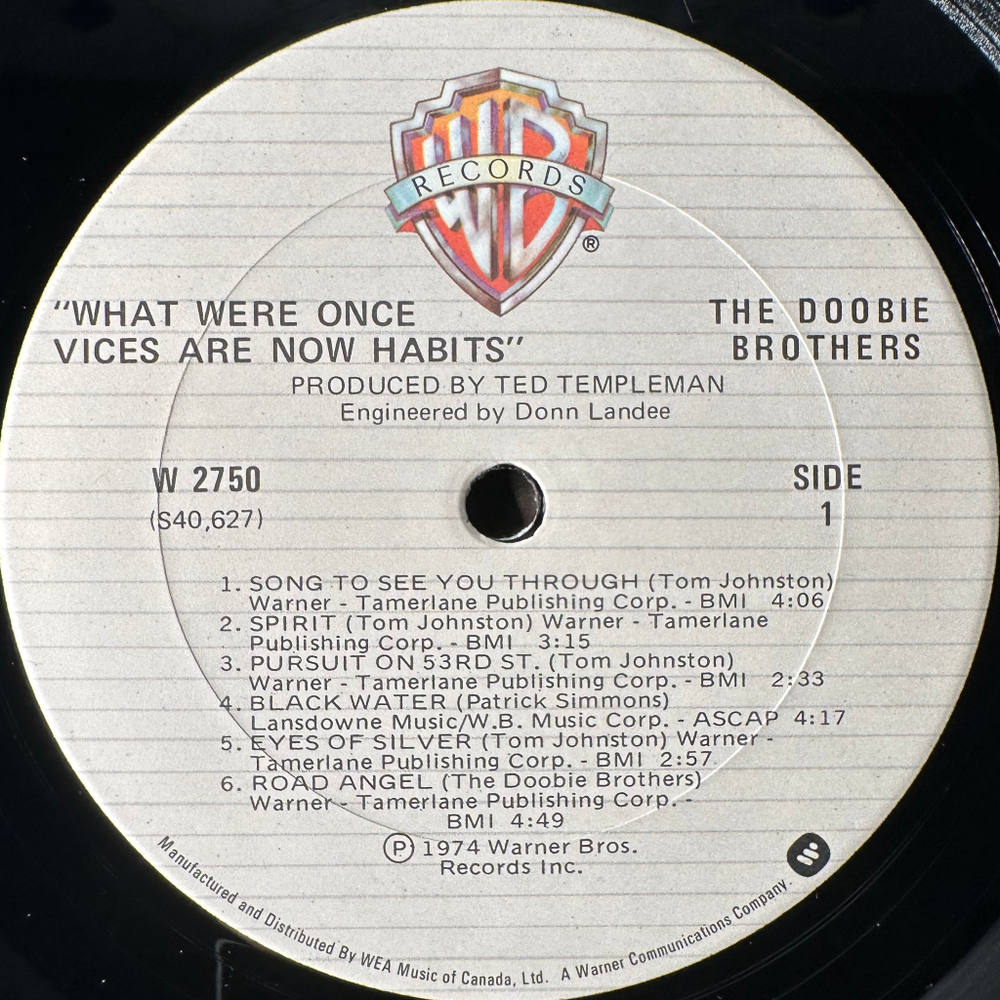 WB
RECORDS
®
"WHAT WERE ONCE
VICES ARE NOW HABITS"
THE DOOBIE
BROTHERS
PRODUCED BY TED TEMPLEMAN
Engineered by Donn Landee
W 2750
(S40,627)
SIDE
1
1. SONG TO SEE YOU THROUGH (Tom Johnston)
Warner - Tamerlane Publishing Corp. - BMI 4:06
2. SPIRIT (Tom Johnston) Warner - Tamerlane
Publishing Corp. - BMI 3:15
3. PURSUIT ON 53RD ST. (Tom Johnston)
Warner - Tamerlane Publishing Corp. - BMI 2:33
4. BLACK WATER (Patrick Simmons)
Lansdowne Music/W.B. Music Corp. - ASCAP 4:17
5. EYES OF SILVER (Tom Johnston) Warner -
Tamerlane Publishing Corp. - BMI 2:57
6. ROAD ANGEL (The Doobie Brothers)
Warner - Tamerlane Publishing Corp. -
BMI 4:49
Ⓟ 1974 Warner Bros.
Records Inc.
Manufactured and Distributed By WEA Music of Canada, Ltd. A Warner Communications Company